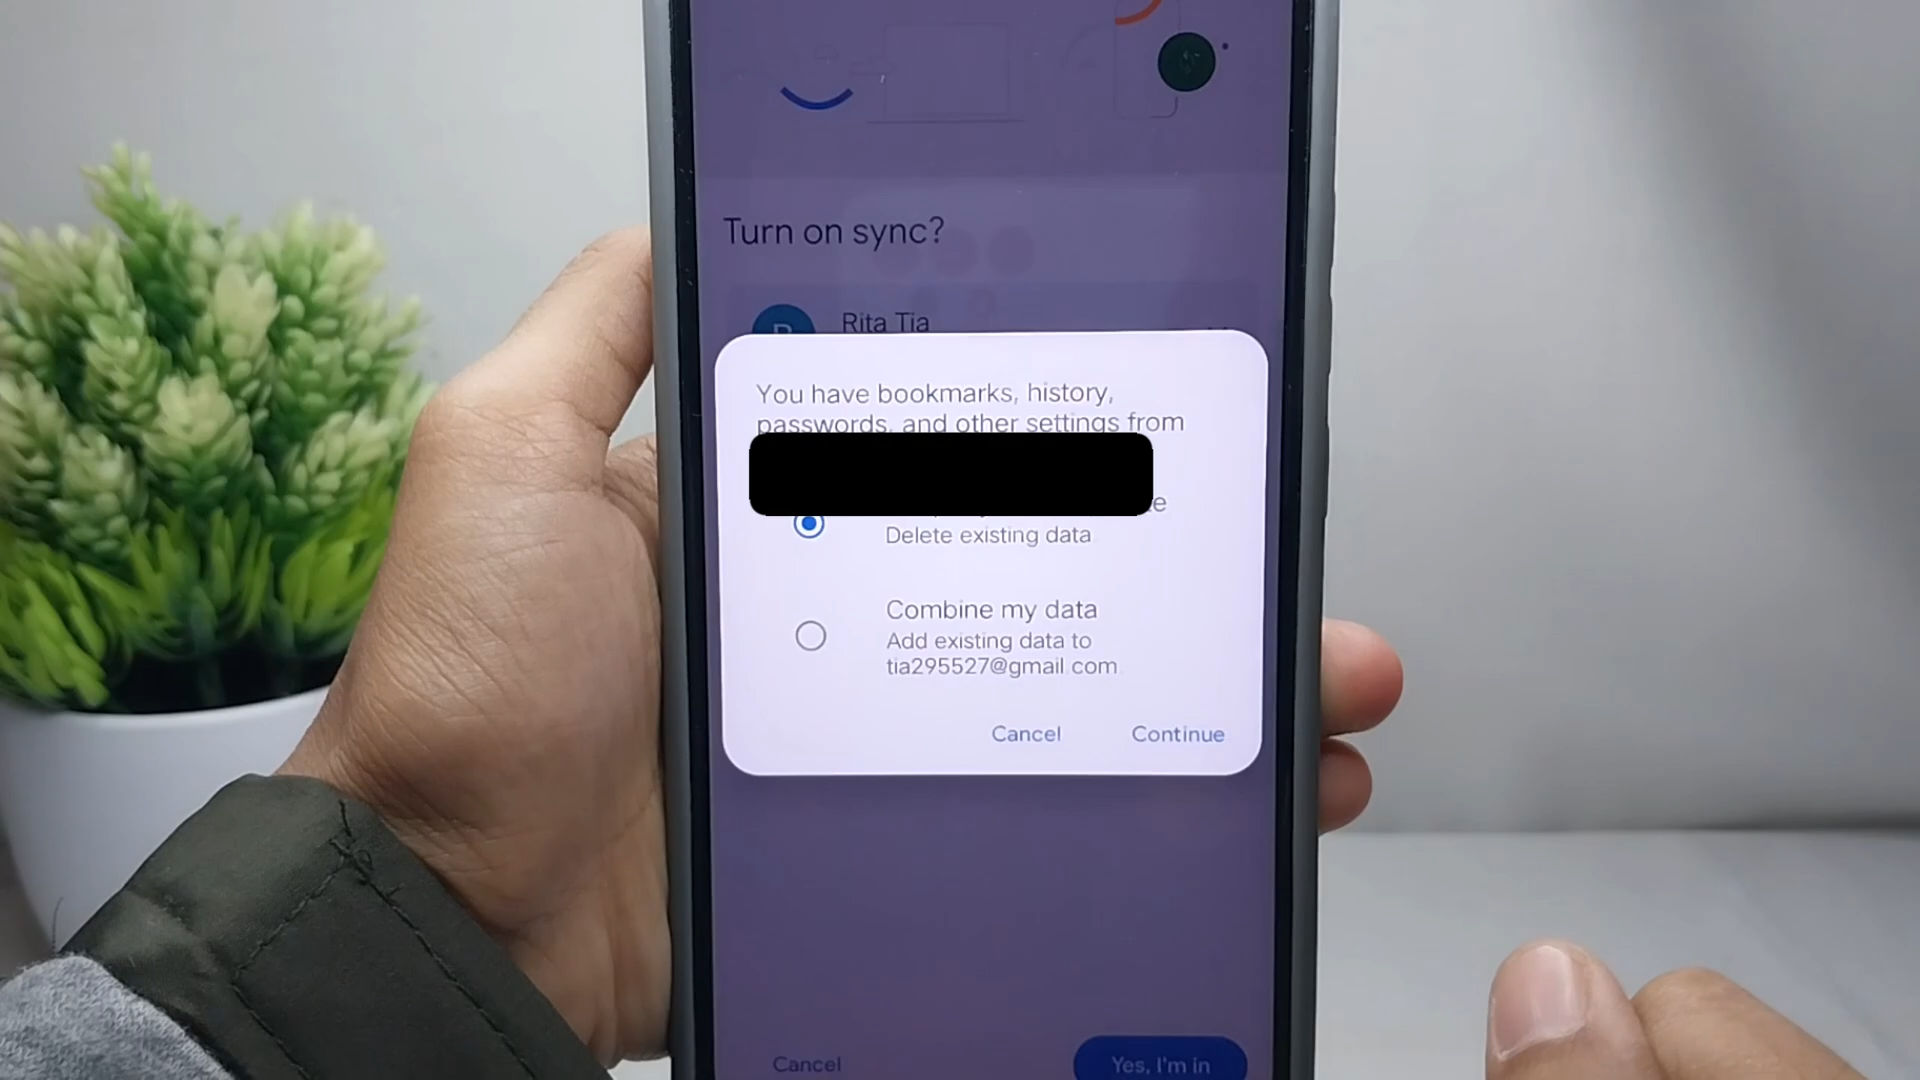 Turn on sync?
Rita Tia
You have bookmarks, history,
passwords, and other settings from
Delete existing data
Combine my data
Add existing data to
tia295527@gmail com
Cancel
Continue
Cancel
Yes, I'm in